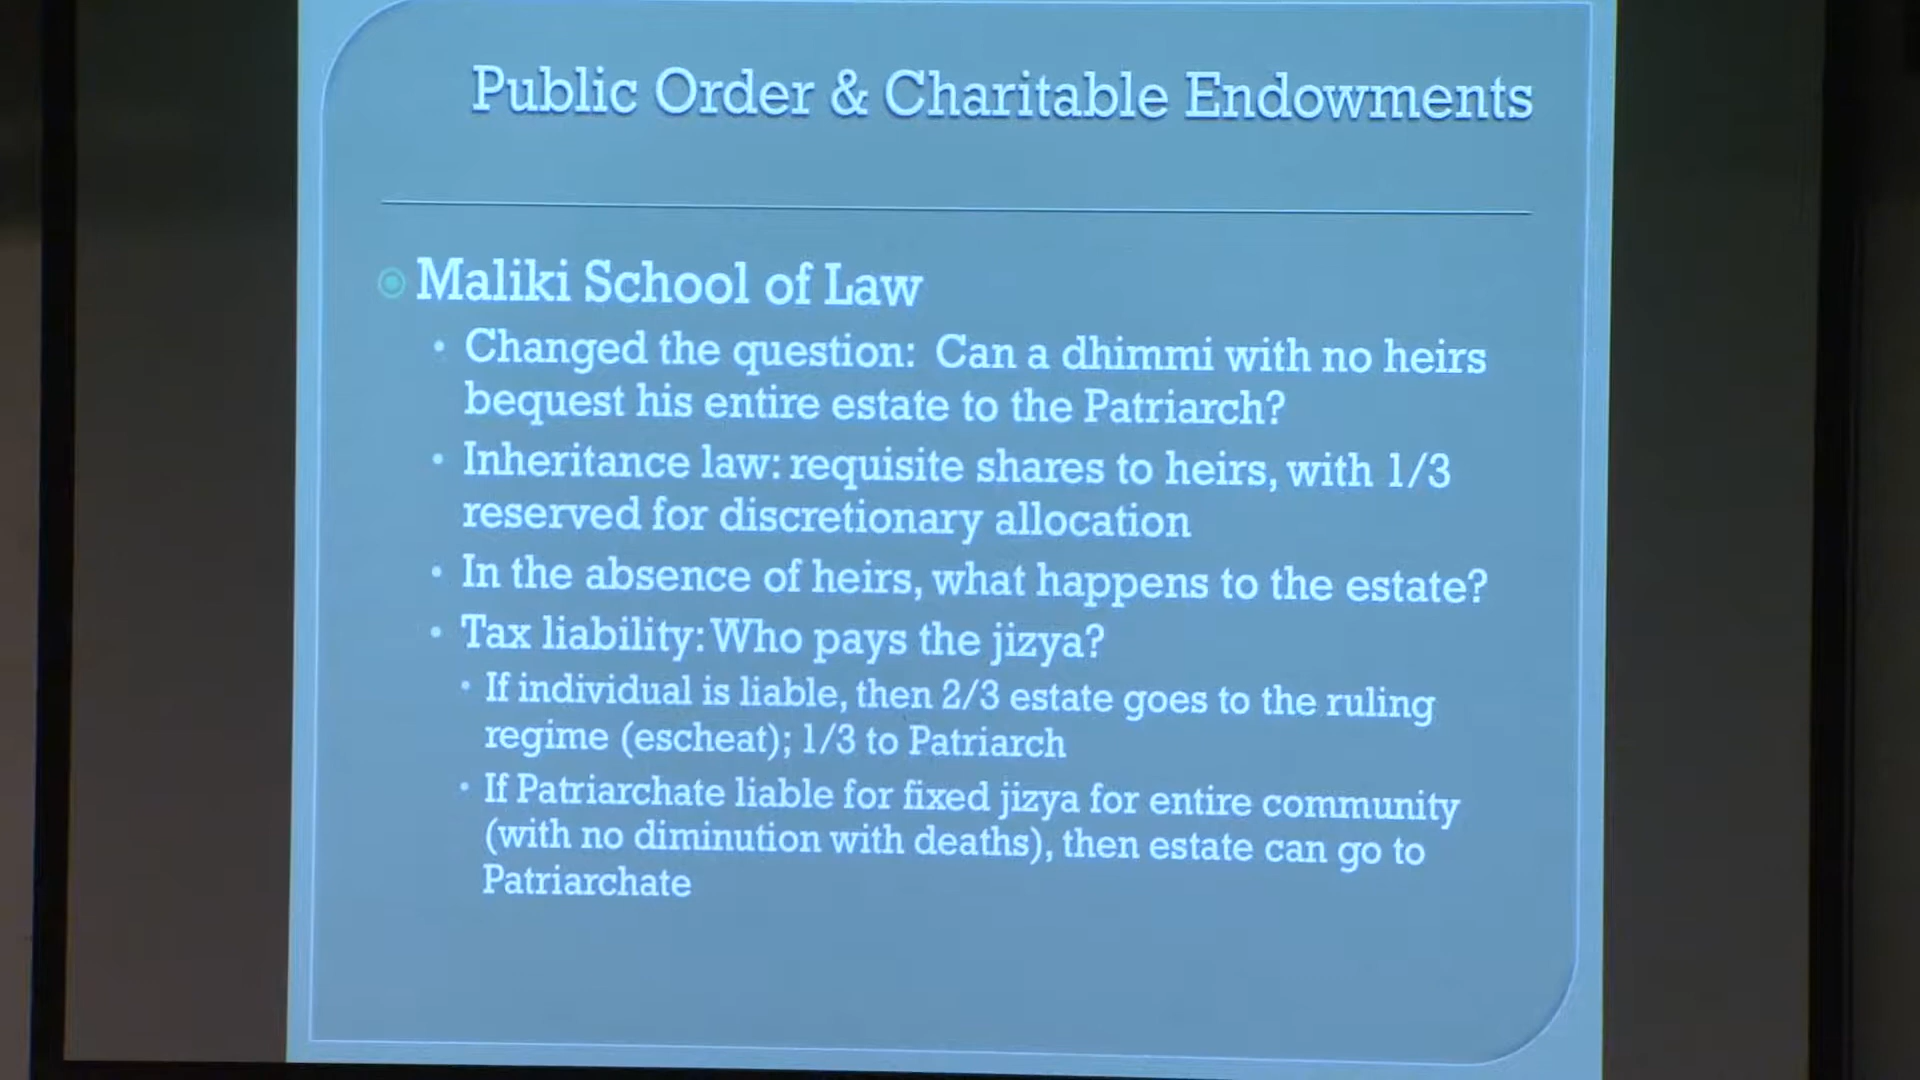 Public Order & Charitable Endowments
Maliki School of Law
• Changed the question: Can a dhimmi with no heirs
bequest his entire estate to the Patriarch?
• Inheritance law: requisite shares to heirs, with 1/3
reserved for discretionary allocation
• In the absence of heirs, what happens to the estate?
• Tax liability: Who pays the jizya?
• If individual is liable, then 2/3 estate goes to the ruling
regime (escheat); 1/3 to Patriarch
• If Patriarchate liable for fixed jizya for entire community
(with no diminution with deaths), then estate can go to
Patriarchate